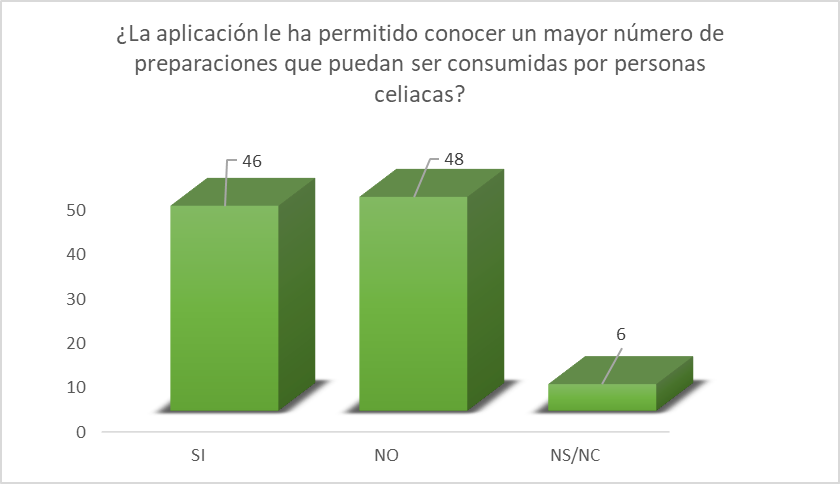 ¿La aplicación le ha permitido conocer un mayor número de
preparaciones que puedan ser consumidas por personas
celiacas?
46
48
6
50
40
30
20
10
0
SI
NO
NS/NC